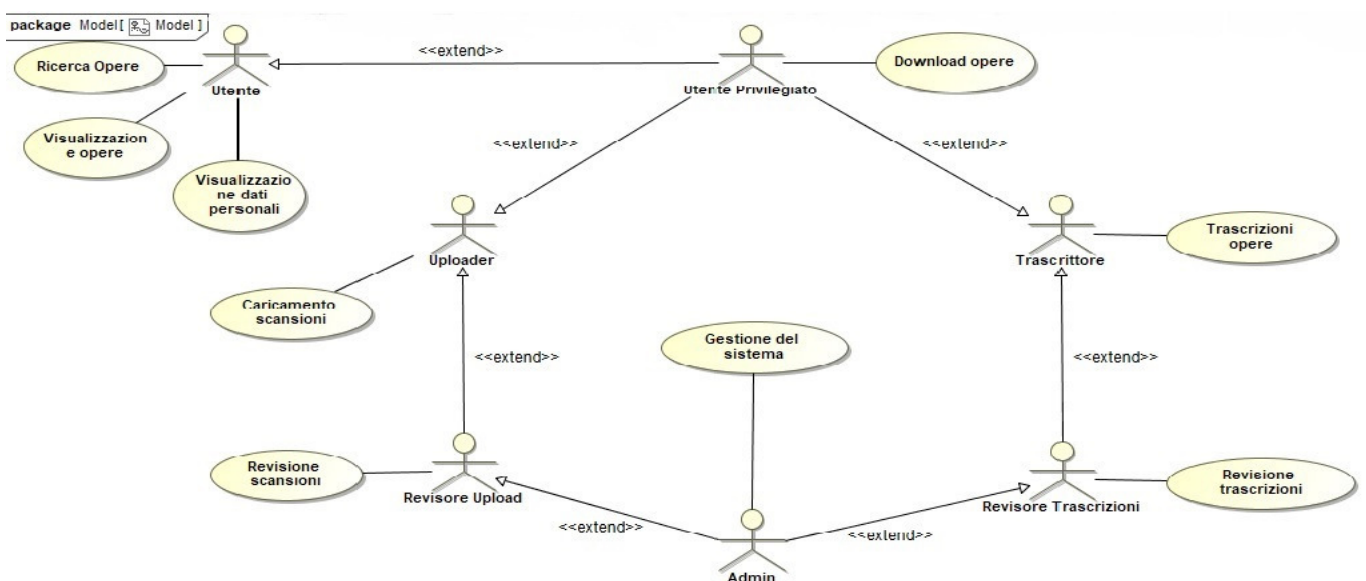 package Model[ Model ]
<<extend>>
Ricerca Opere
Download opere
Utente
Utente Privilegiato
Visualizzazion
e opere
<<extend>>
<<extend>>
Visualizzazio
ne dati
personali
Trascrizioni
opere
Uploader
Trascrittore
Caricamento
scansioni
Gestione del
sistema
<<extend>>
<<extend>>
Revisione
scansioni
Revisione
trascrizioni
Revisore Upload
Revisore Trascrizioni
<<extend>>
<<extend>>
Admin